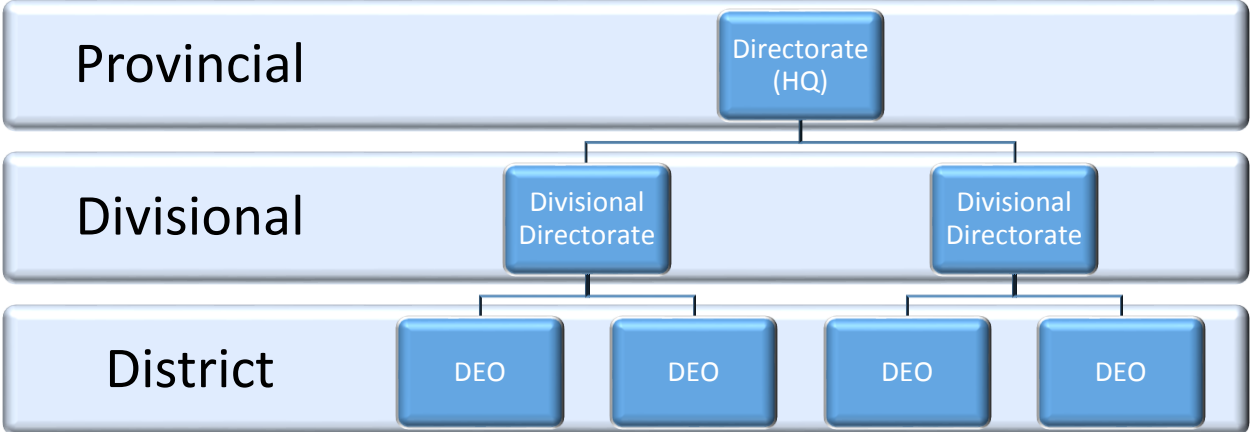 Provincial
Directorate
(HQ)
Divisional
Divisional
Directorate
Divisional
Directorate
District
DEO
DEO
DEO
DEO